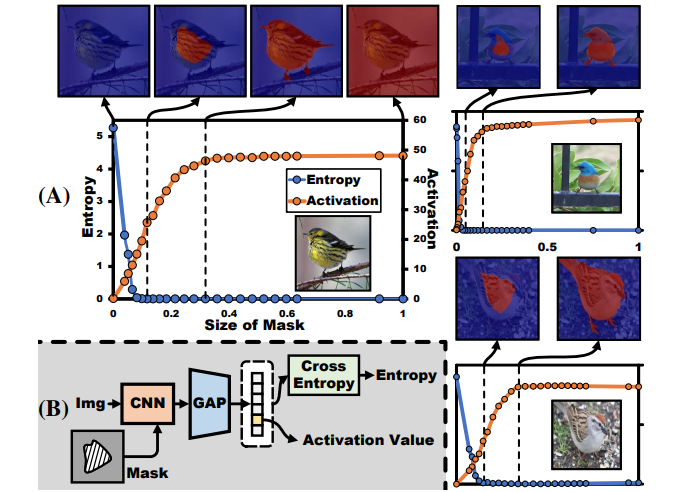 (A)
Entropy
5
4
3
2
1
0
60
50
40
30
20
10
0
Activation
Entropy
Activation
0
0.2
0.4
0.6
0.8
1
Size of Mask
0
0.5
1
(B)
Img
CNN
GAP
Cross
Entropy
Entropy
Activation Value
Mask